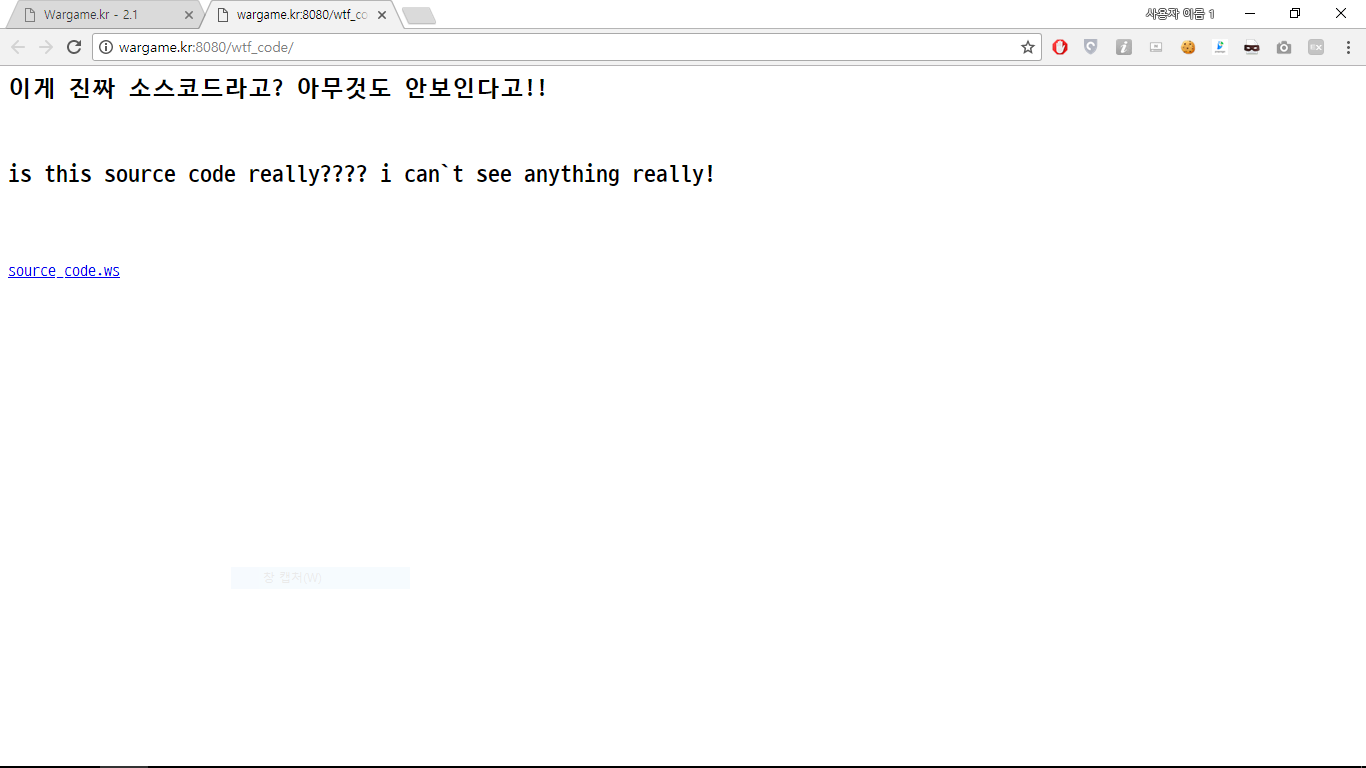 Wargame.kr - 2.1
wargame.kr:8080/wtf_co
사용자 이름 1
wargame.kr:8080/wtf_code/
이게 진짜 소스코드라고? 아무것도 안보인다고!!
is this source code really???? i can`t see anything really!
source_code.ws
창 캡처(W)